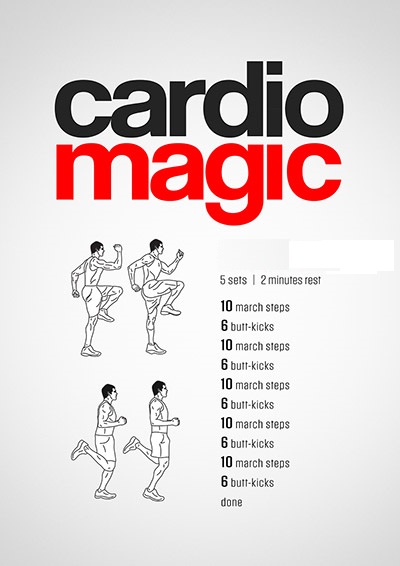 cardio
magic
5 sets | 2 minutes rest
10 march steps
6 butt-kicks
10 march steps
6 butt-kicks
10 march steps
6 butt-kicks
10 march steps
6 butt-kicks
10 march steps
6 butt-kicks
done